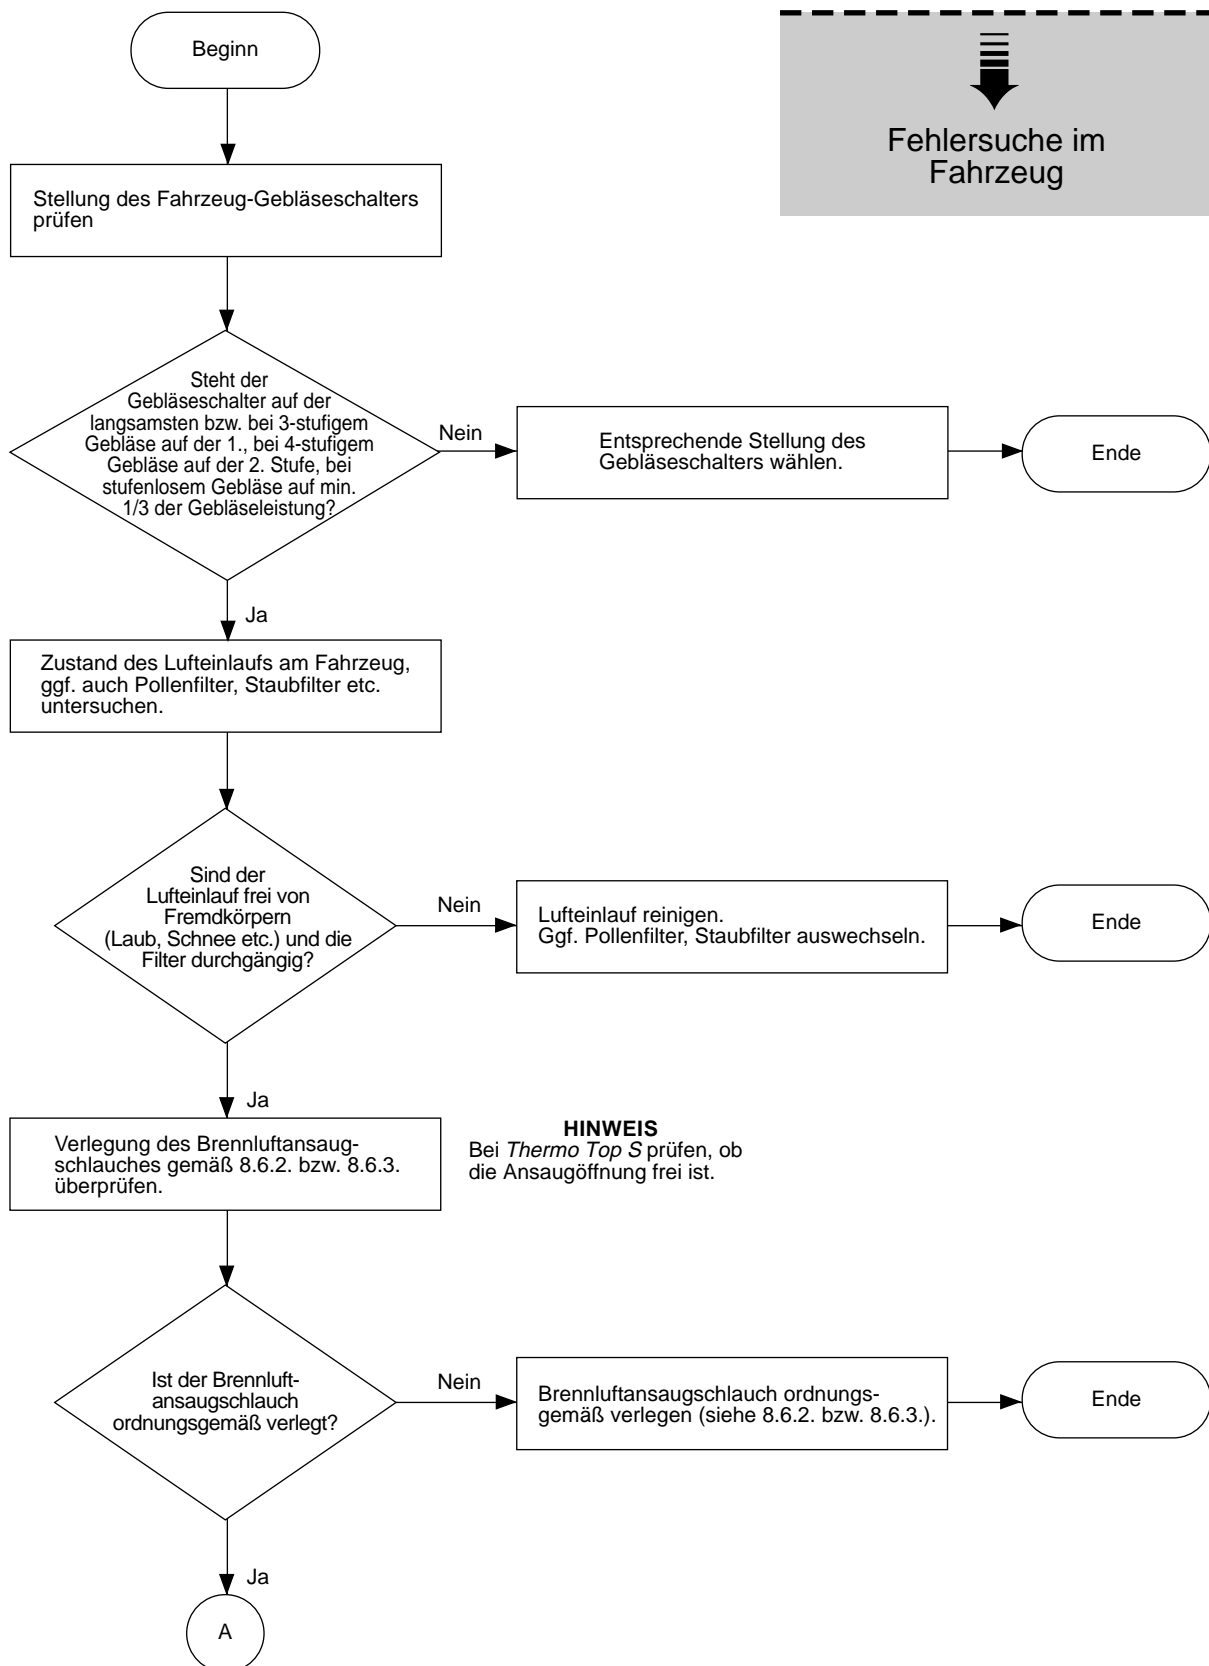 Beginn
Fehlersuche im
Fahrzeug
Stellung des Fahrzeug-Gebläseschalters
prüfen
Steht der
Gebläseschalter auf der
langsamsten bzw. bei 3-stufigem
Gebläse auf der 1., bei 4-stufigem
Gebläse auf der 2. Stufe, bei
stufenlosem Gebläse auf min.
1/3 der Gebläseleistung?
Nein
Entsprechende Stellung des
Gebläseschalters wählen.
Ende
Ja
Zustand des Lufteinlaufs am Fahrzeug,
ggf. auch Pollenfilter, Staubfilter etc.
untersuchen.
Sind der
Lufteinlauf frei von
Fremdkörpern
(Laub, Schnee etc.) und die
Filter durchgängig?
Nein
Lufteinlauf reinigen.
Ggf. Pollenfilter, Staubfilter auswechseln.
Ende
Ja
Verlegung des Brennluftansaug-
schlauches gemäß 8.6.2. bzw. 8.6.3.
überprüfen.
HINWEIS
Bei Thermo Top S prüfen, ob
die Ansaugöffnung frei ist.
Ist der Brennluft-
ansaugschlauch
ordnungsgemäß verlegt?
Nein
Brennluftansaugschlauch ordnungs-
gemäß verlegen (siehe 8.6.2. bzw. 8.6.3.).
Ende
Ja
A